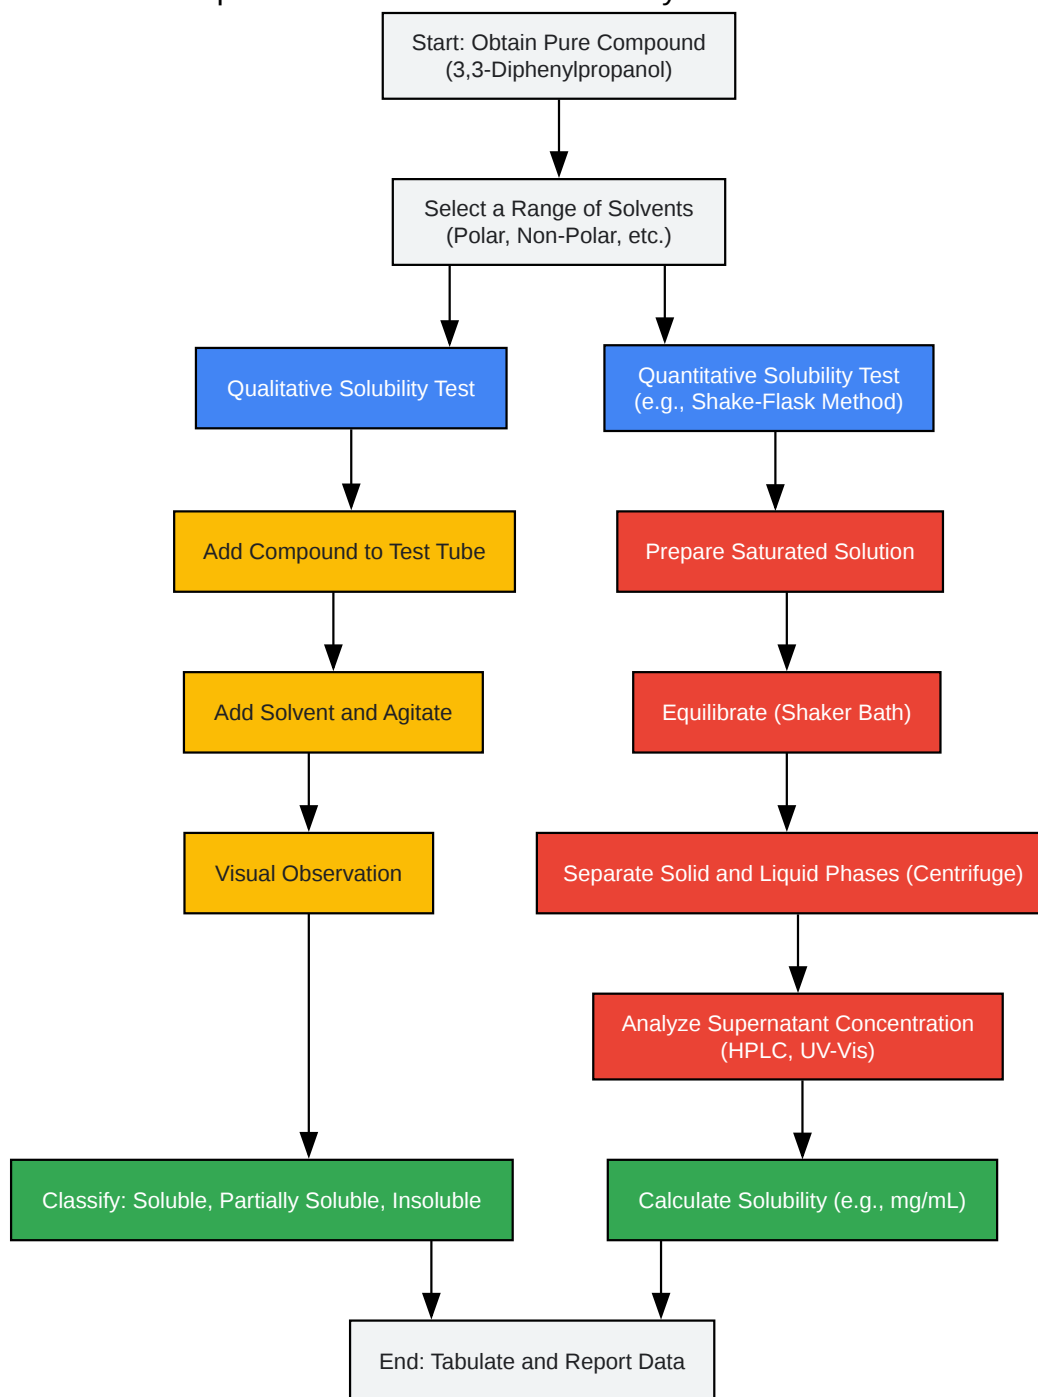 Start: Obtain Pure Compound
(3,3-Diphenylpropanol)
Select a Range of Solvents
(Polar, Non-Polar, etc.)
Qualitative Solubility Test
Quantitative Solubility Test
(e.g., Shake-Flask Method)
Add Compound to Test Tube
Prepare Saturated Solution
Add Solvent and Agitate
Equilibrate (Shaker Bath)
Visual Observation
Separate Solid and Liquid Phases (Centrifuge)
Analyze Supernatant Concentration
(HPLC, UV-Vis)
Classify: Soluble, Partially Soluble, Insoluble
Calculate Solubility (e.g., mg/mL)
End: Tabulate and Report Data